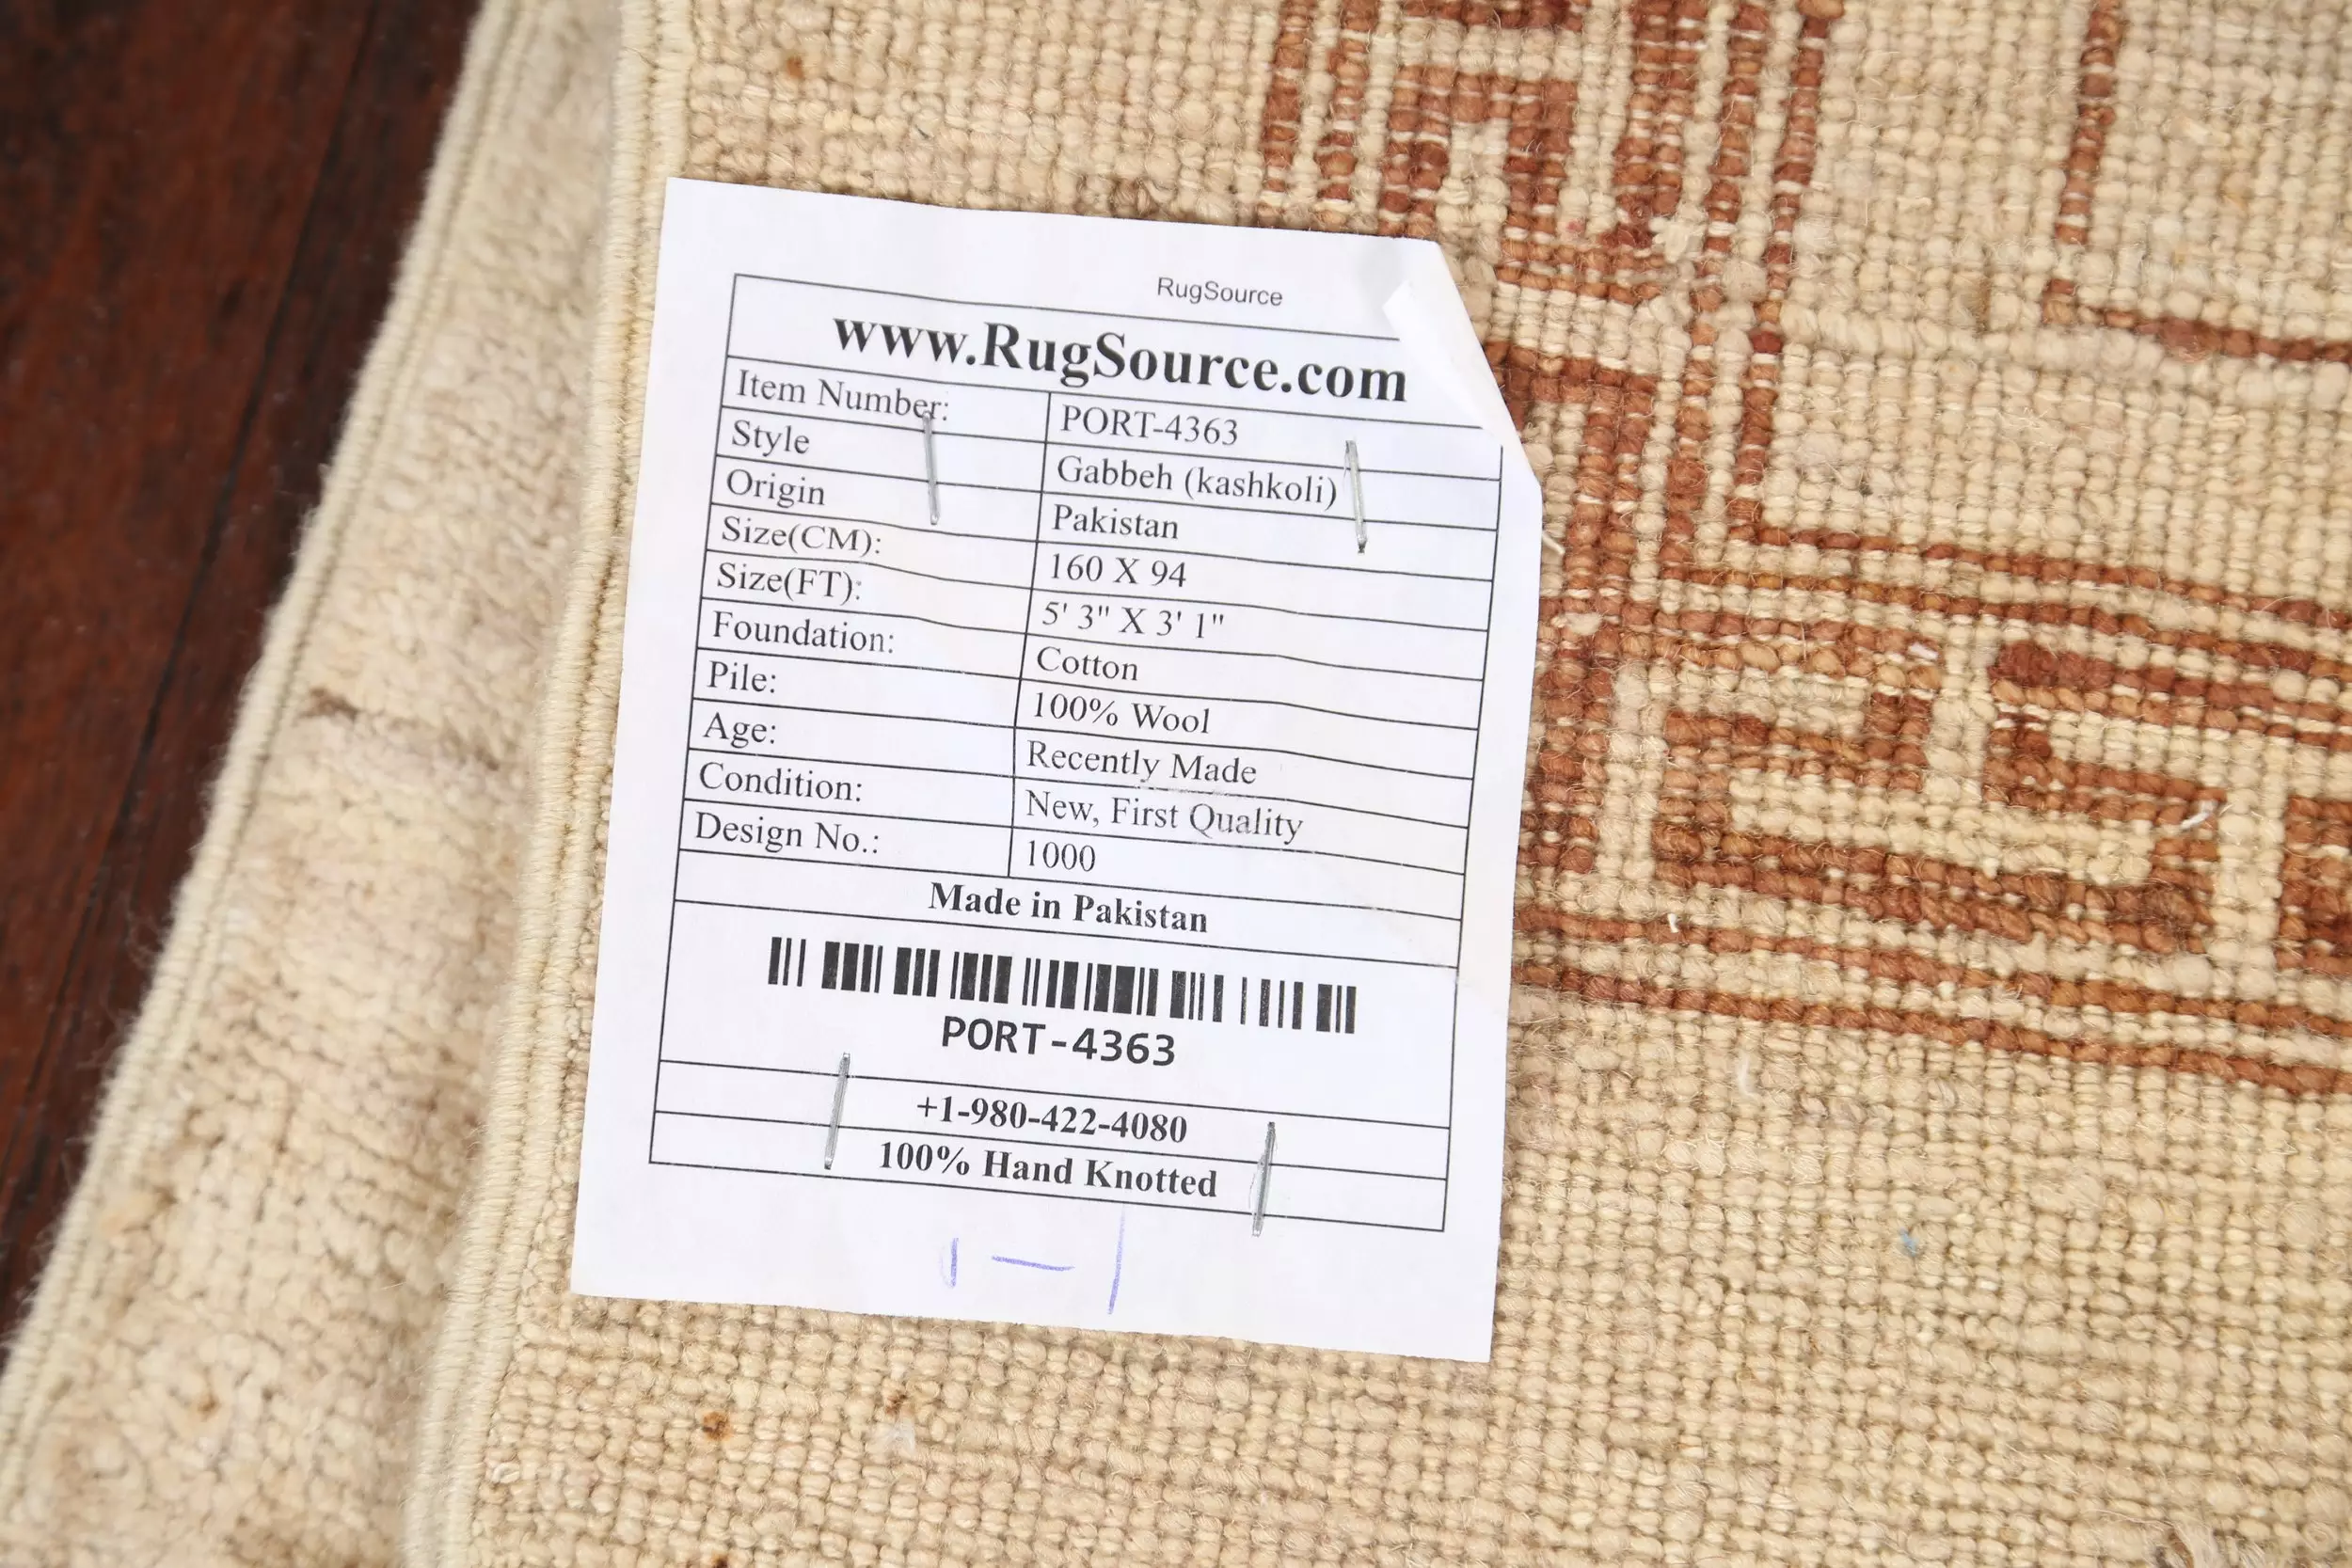 RugSource
www.RugSource.com
Item Number: PORT-4363
Style Gabbeh (kashkoli)
Origin Pakistan
Size(CM): 160 X 94
Size(FT): 5' 3" X 3' 1"
Foundation: Cotton
Pile: 100% Wool
Age: Recently Made
Condition: New, First Quality
Design No.: 1000
Made in Pakistan
PORT-4363
+1-980-422-4080
100% Hand Knotted
1-1